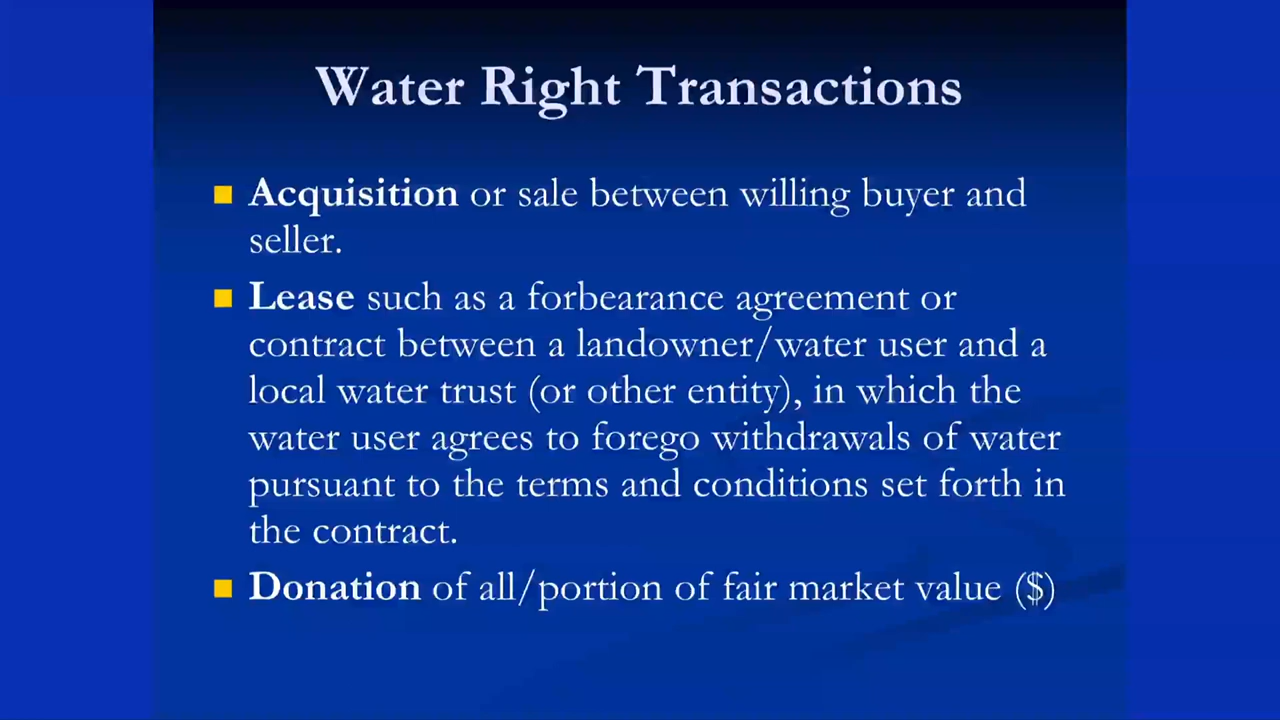 Water Right Transactions
Acquisition or sale between willing buyer and
seller.
Lease such as a forbearance agreement or
contract between a landowner/water user and a
local water trust (or other entity), in which the
water user agrees to forego withdrawals of water
pursuant to the terms and conditions set forth in
the contract.
Donation of all/portion of fair market value ($)